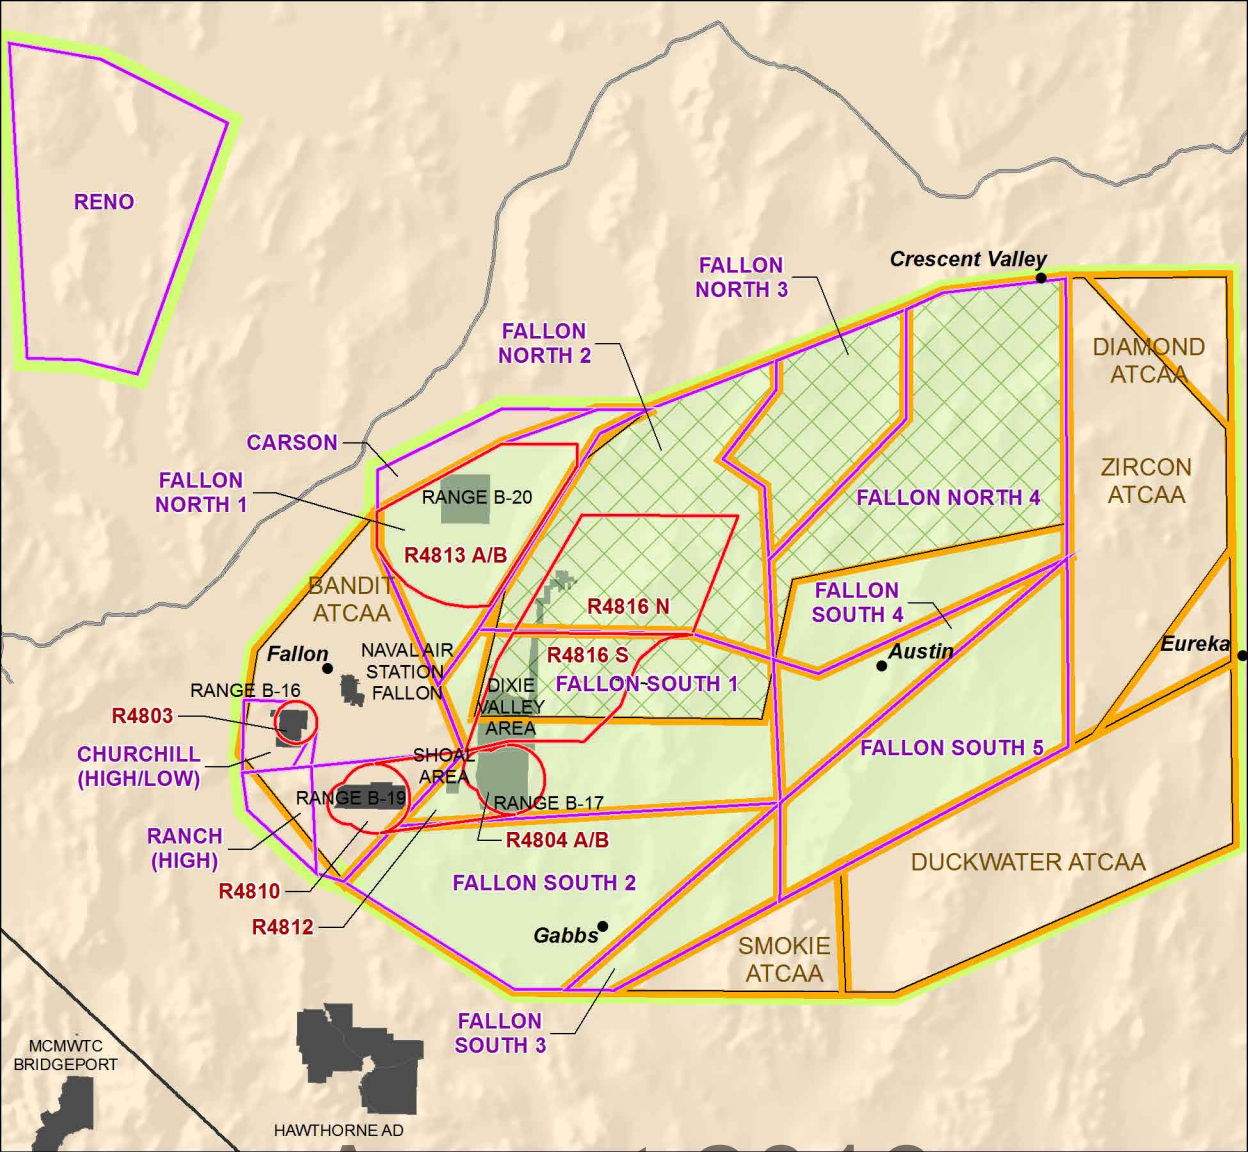 RENO
Crescent Valley
FALLON
NORTH 3
FALLON
NORTH 2
DIAMOND
ATCAA
CARSON
FALLON
NORTH 1
RANGE B-20
ZIRCON
ATCAA
FALLON NORTH 4
R4813 A/B
BANDIT
ATCAA
FALLON
SOUTH 4
R4816 N
Fallon
NAVAL AIR
STATION
FALLON
R4816 S
Austin
Eureka
RANGE B-16
DIXIE
VALLEY
AREA
FALLON SOUTH 1
R4803
CHURCHILL
(HIGH/LOW)
SHOAL
AREA
FALLON SOUTH 5
RANGE B-19
RANGE B-17
RANCH
(HIGH)
R4804 A/B
DUCKWATER ATCAA
R4810
FALLON SOUTH 2
R4812
Gabbs
SMOKIE
ATCAA
FALLON
SOUTH 3
MCMWTC
BRIDGEPORT
HAWTHORNE AD